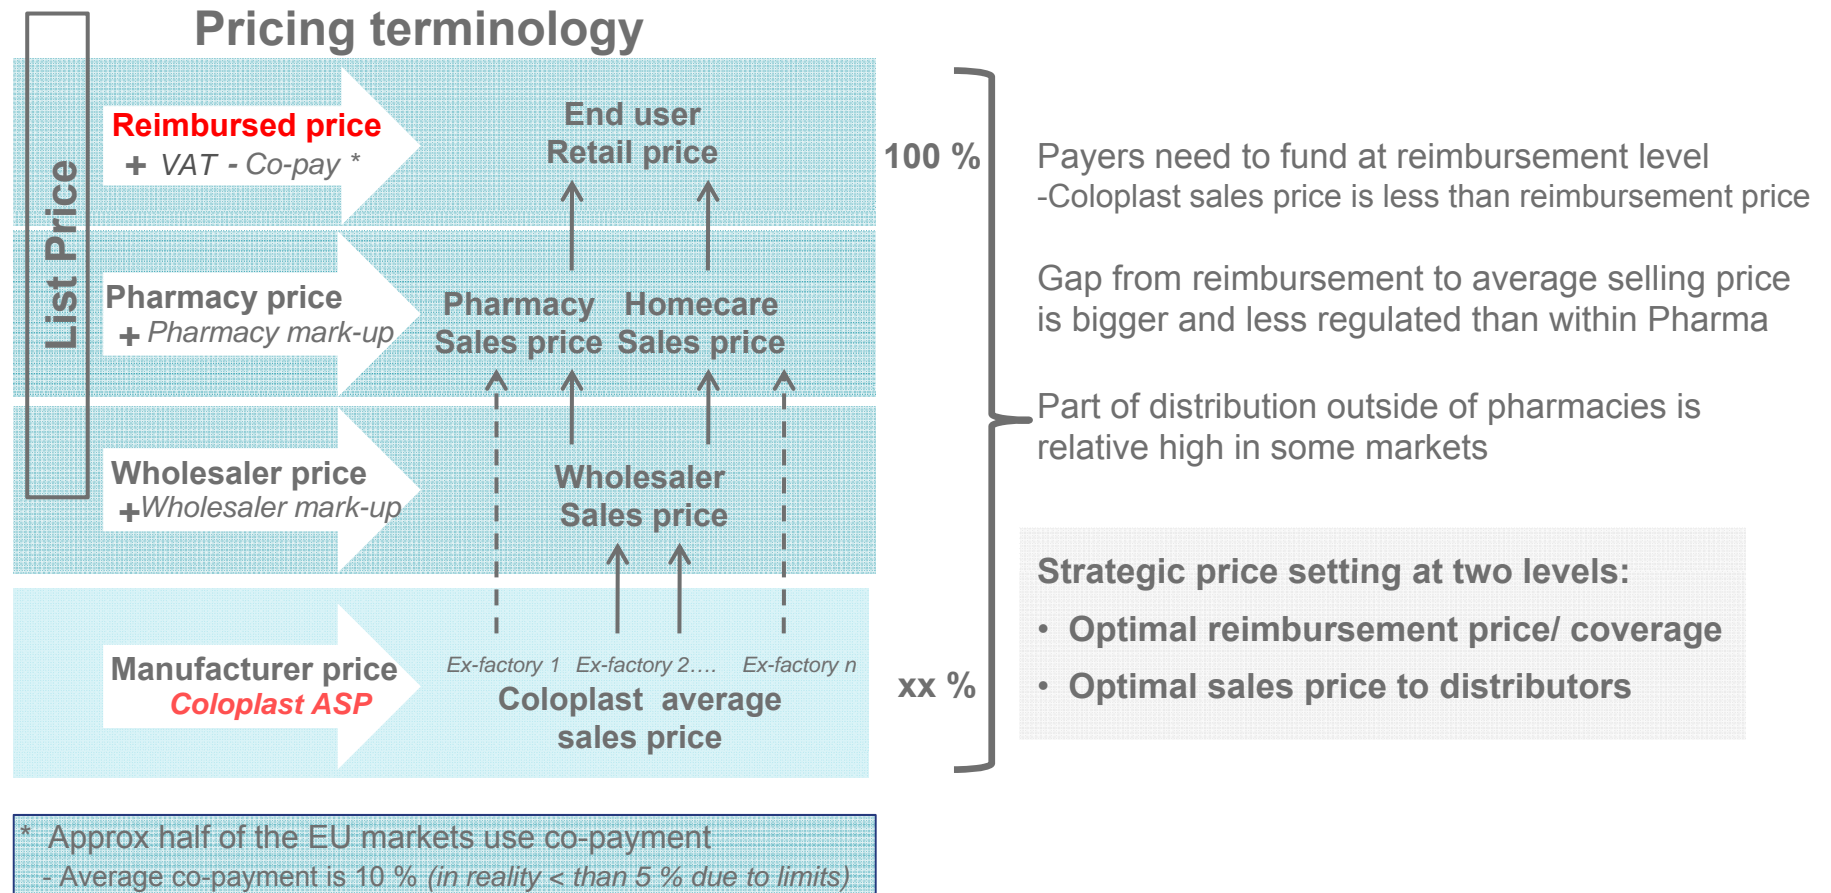 Pricing terminology
List Price
Reimbursed price
+ VAT - Co-pay *
End user
Retail price
100 %
Pharmacy price
+ Pharmacy mark-up
Pharmacy
Sales price
Homecare
Sales price
Wholesaler price
+Wholesaler mark-up
Wholesaler
Sales price
Manufacturer price
Coloplast ASP
Ex-factory 1
Ex-factory 2....
Ex-factory n
Coloplast average
sales price
xx %
* Approx half of the EU markets use co-payment
- Average co-payment is 10 % (in reality < than 5 % due to limits)
Payers need to fund at reimbursement level
-Coloplast sales price is less than reimbursement price
Gap from reimbursement to average selling price
is bigger and less regulated than within Pharma
Part of distribution outside of pharmacies is
relative high in some markets
Strategic price setting at two levels:
• Optimal reimbursement price/ coverage
• Optimal sales price to distributors